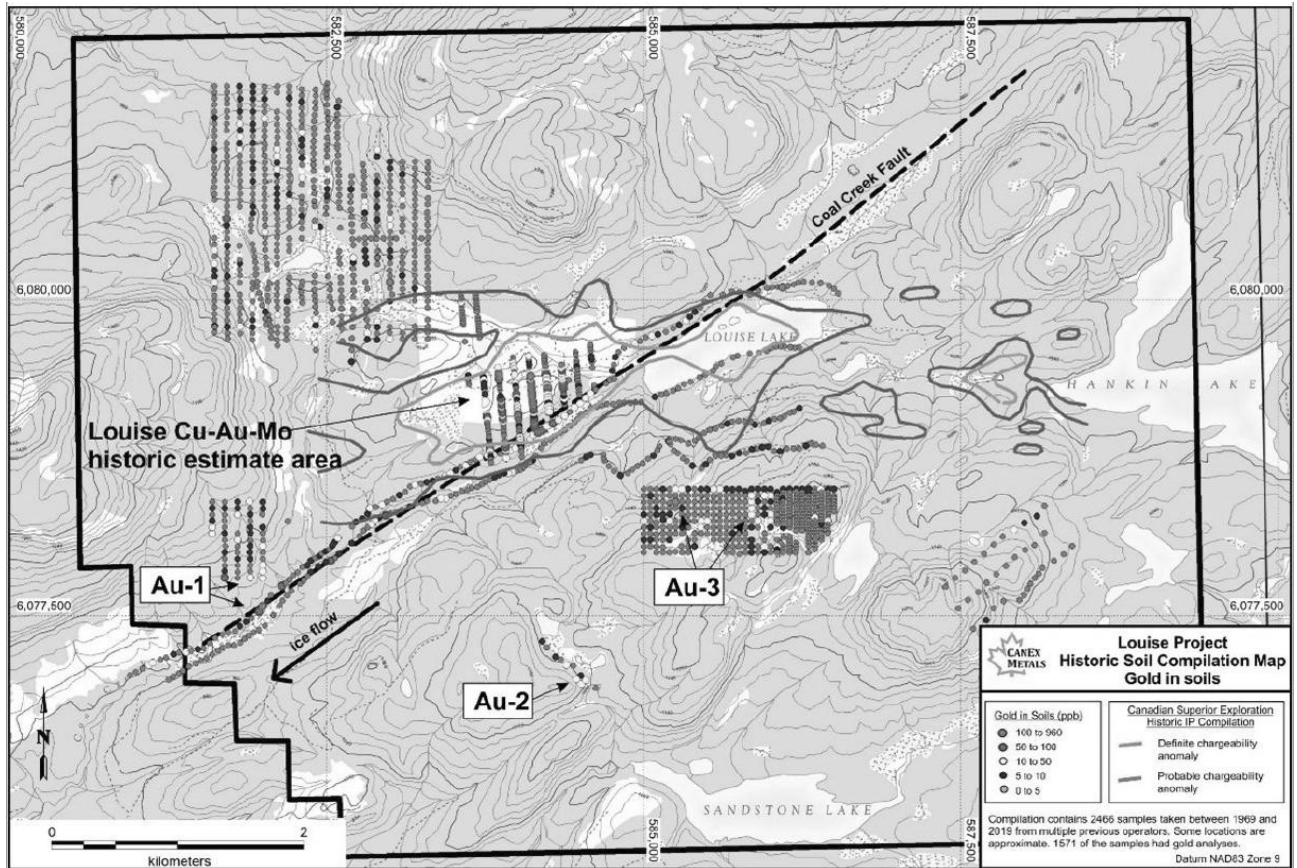 580,000
582,500
585,000
587,500
Coal Creek Fault
6,080,000
6,080,000
LOUISE LAKE
HANKIN LAKE
Louise Cu-Au-Mo
historic estimate area
Au-1
Au-3
6,077,500
6,077,500
ice flow
Au-2
N
SANDSTONE LAKE
585,000
587,500
0 2
kilometers
CANEX
METALS
Louise Project
Historic Soil Compilation Map
Gold in soils
Gold in Soils (ppb)
100 to 960
50 to 100
10 to 50
5 to 10
0 to 5
Canadian Superior Exploration
Historic IP Compilation
Definite chargeability
anomaly
Probable chargeability
anomaly
Compilation contains 2466 samples taken between 1969 and
2019 from multiple previous operators. Some locations are
approximate. 1571 of the samples had gold analyses.
Datum NAD83 Zone 9